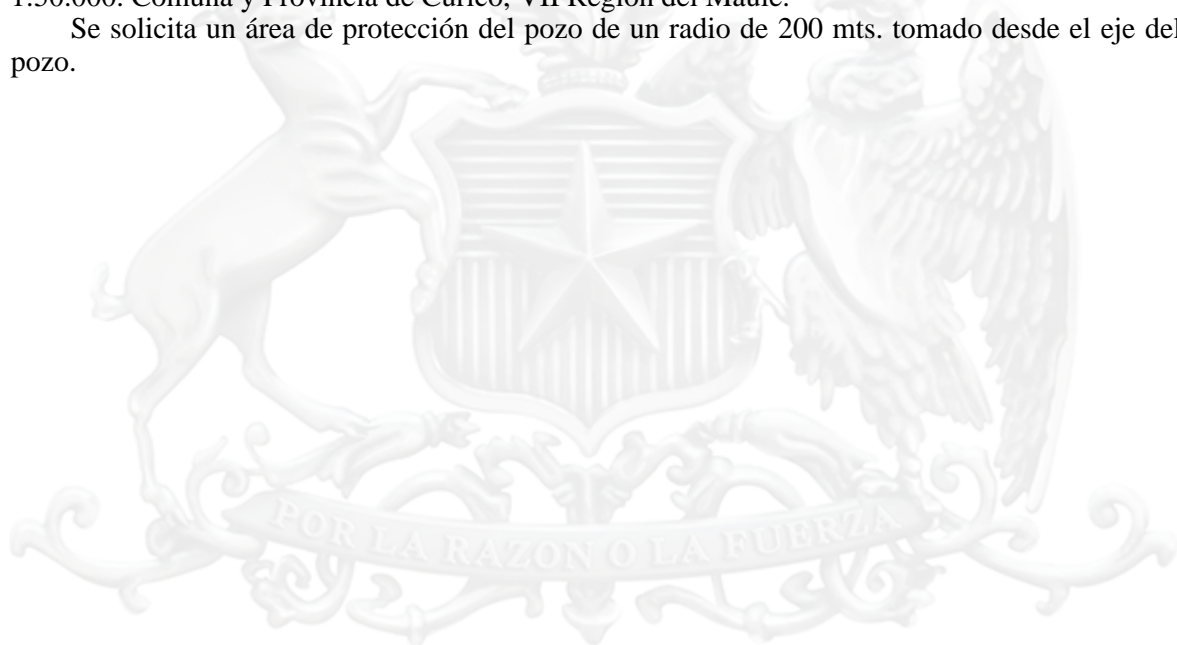 1:50.000. Comuna y Provincia de Curicó, VII Región del Maule.
Se solicita un área de protección del pozo de un radio de 200 mts. tomado desde el eje del
pozo.
POR LA RAZON O LA FUERZA